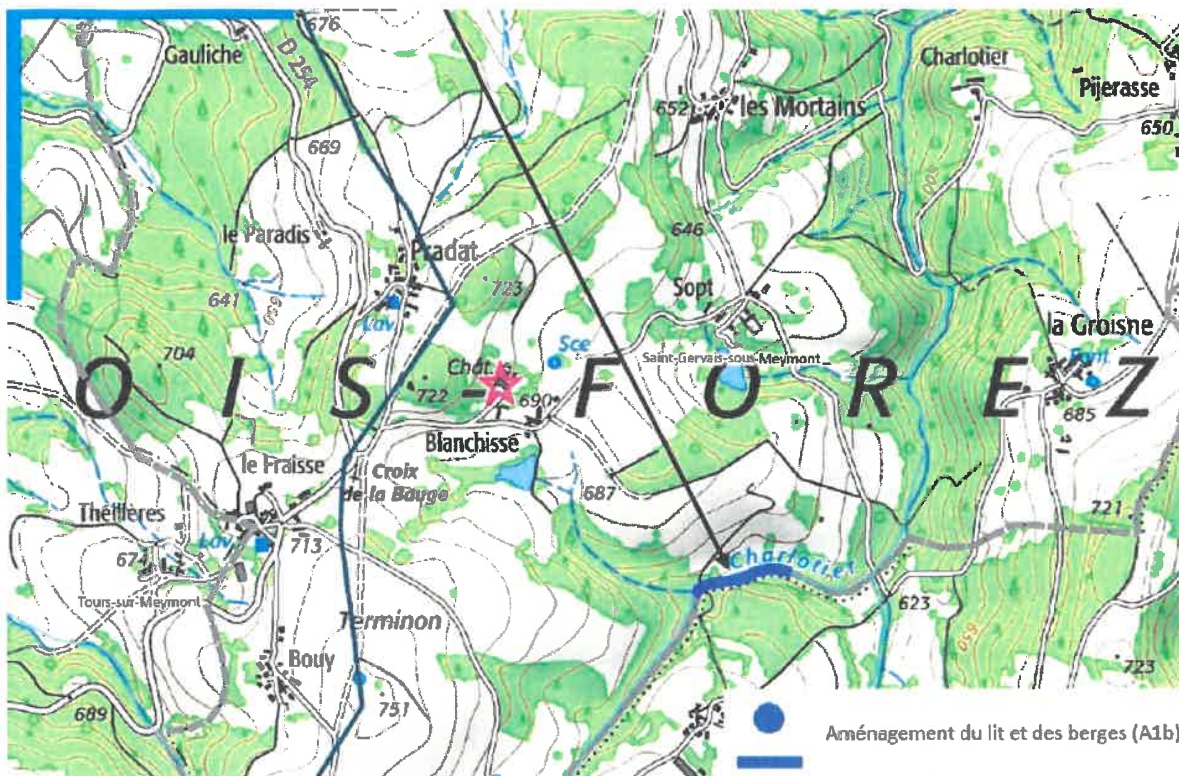 676
Gauliche
D 254
Charlotier
Pijerasse
652
les Mortains
650
669
le Paradis
Pradat
646
723
641
Sopt
Lav.
704
Sce
Saint-Gervais-sous-Meymont
la Groisne
Font.
Chât.
722
690
685
OIS FOREZ
Blanchisse
le Fraisse
Croix
de la Bauge
687
Theillères
Lav.
713
721
Charlotier
Tours-sur-Meymont
623
Terminon
Bouy
723
751
689
Aménagement du lit et des berges (A1b)